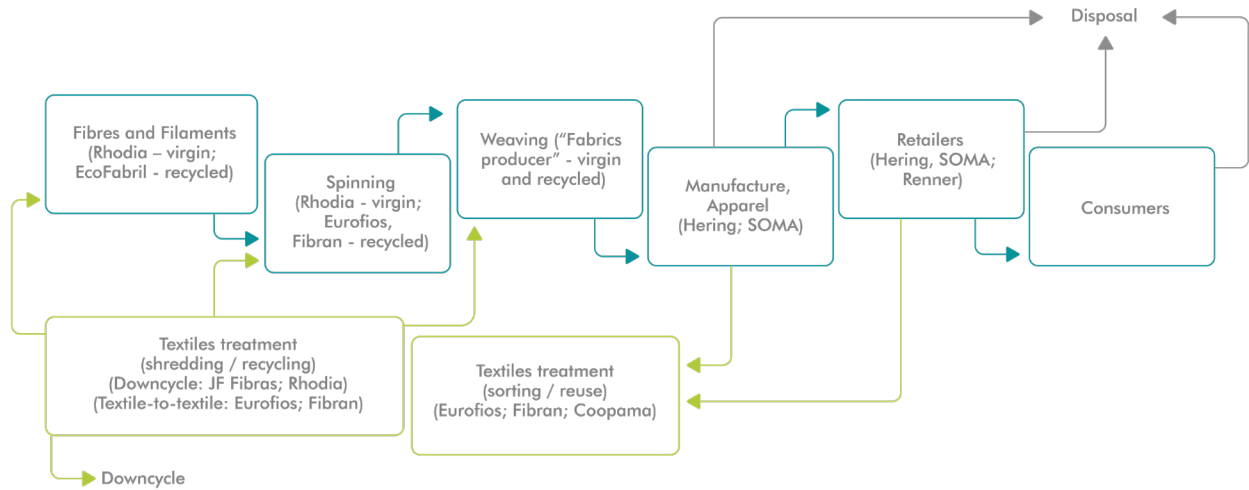 Disposal
Fibres and Filaments
(Rhodia – virgin;
EcoFabril - recycled)
Spinning
(Rhodia - virgin;
Eurofios,
Fibran - recycled)
Weaving (“Fabrics
producer” - virgin
and recycled)
Manufacture,
Apparel
(Hering; SOMA)
Retailers
(Hering, SOMA;
Renner)
Consumers
Textiles treatment
(shredding / recycling)
(Downcycle: JF Fibras; Rhodia)
(Textile-to-textile: Eurofios; Fibran)
Textiles treatment
(sorting / reuse)
(Eurofios; Fibran; Coopama)
Downcycle